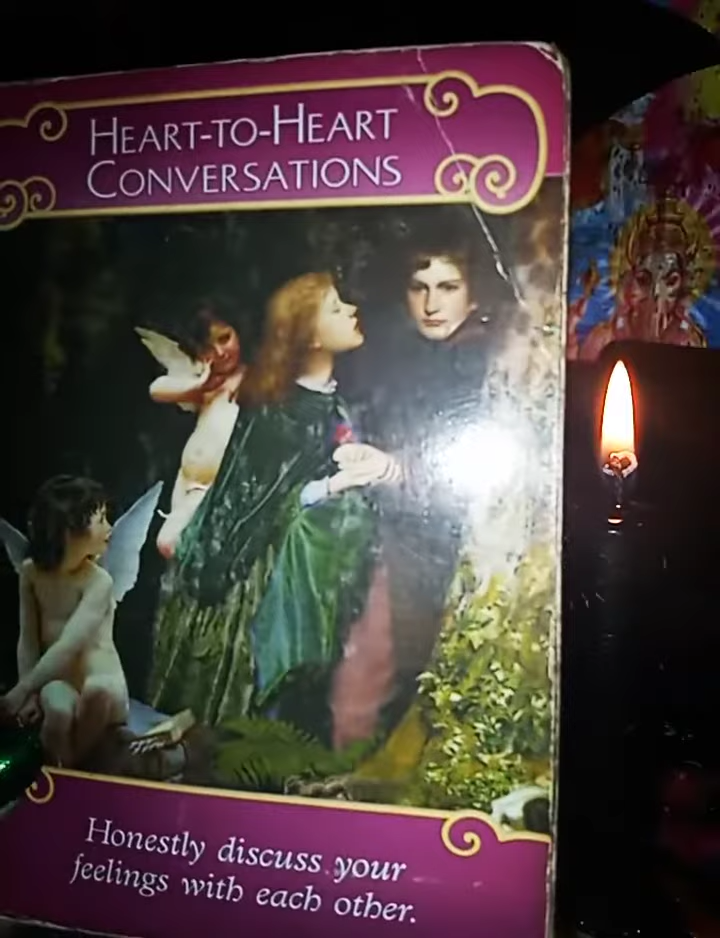 HEART-TO-HEART
CONVERSATIONS
Honestly discuss your
feelings with each other.